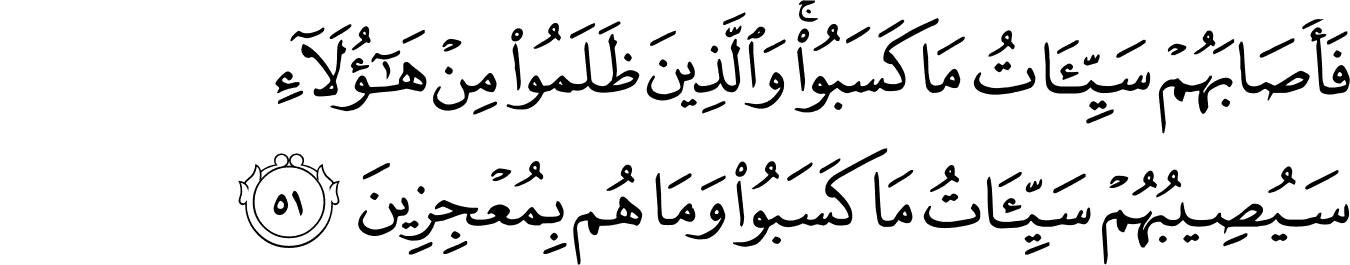 فَأَصَابَهُمْ سَيِّـَٔاتُ مَا كَسَبُوا۟ ۚ وَٱلَّذِينَ ظَلَمُوا۟ مِنْ هَـٰٓؤُلَآءِ
سَيُصِيبُهُمْ سَيِّـَٔاتُ مَا كَسَبُوا۟ وَمَا هُم بِمُعْجِزِينَ ٥١